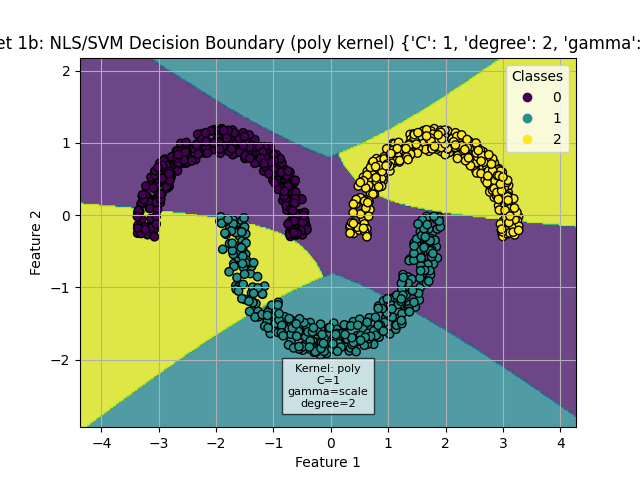 et 1b: NLS/SVM Decision Boundary (poly kernel) {'C': 1, 'degree': 2, 'gamma':
Classes
0
1
2
2
1
0
−1
−2
Feature 2
Kernel: poly
C=1
gamma=scale
degree=2
−4 −3 −2 −1 0 1 2 3 4
Feature 1